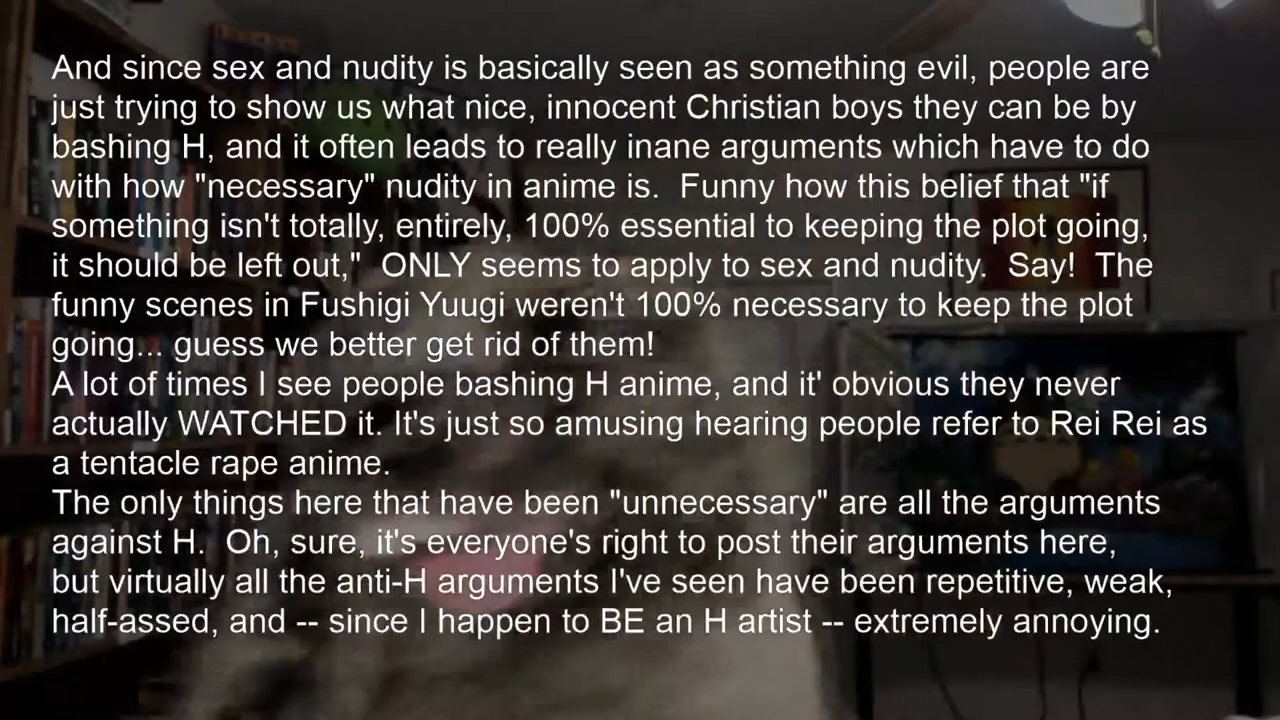 And since sex and nudity is basically seen as something evil, people are
just trying to show us what nice, innocent Christian boys they can be by
bashing H, and it often leads to really inane arguments which have to do
with how "necessary" nudity in anime is.  Funny how this belief that "if
something isn't totally, entirely, 100% essential to keeping the plot going,
it should be left out,"  ONLY seems to apply to sex and nudity.  Say!  The
funny scenes in Fushigi Yuugi weren't 100% necessary to keep the plot
going... guess we better get rid of them!
A lot of times I see people bashing H anime, and it' obvious they never
actually WATCHED it. It's just so amusing hearing people refer to Rei Rei as
a tentacle rape anime.
The only things here that have been "unnecessary" are all the arguments
against H.  Oh, sure, it's everyone's right to post their arguments here,
but virtually all the anti-H arguments I've seen have been repetitive, weak,
half-assed, and -- since I happen to BE an H artist -- extremely annoying.